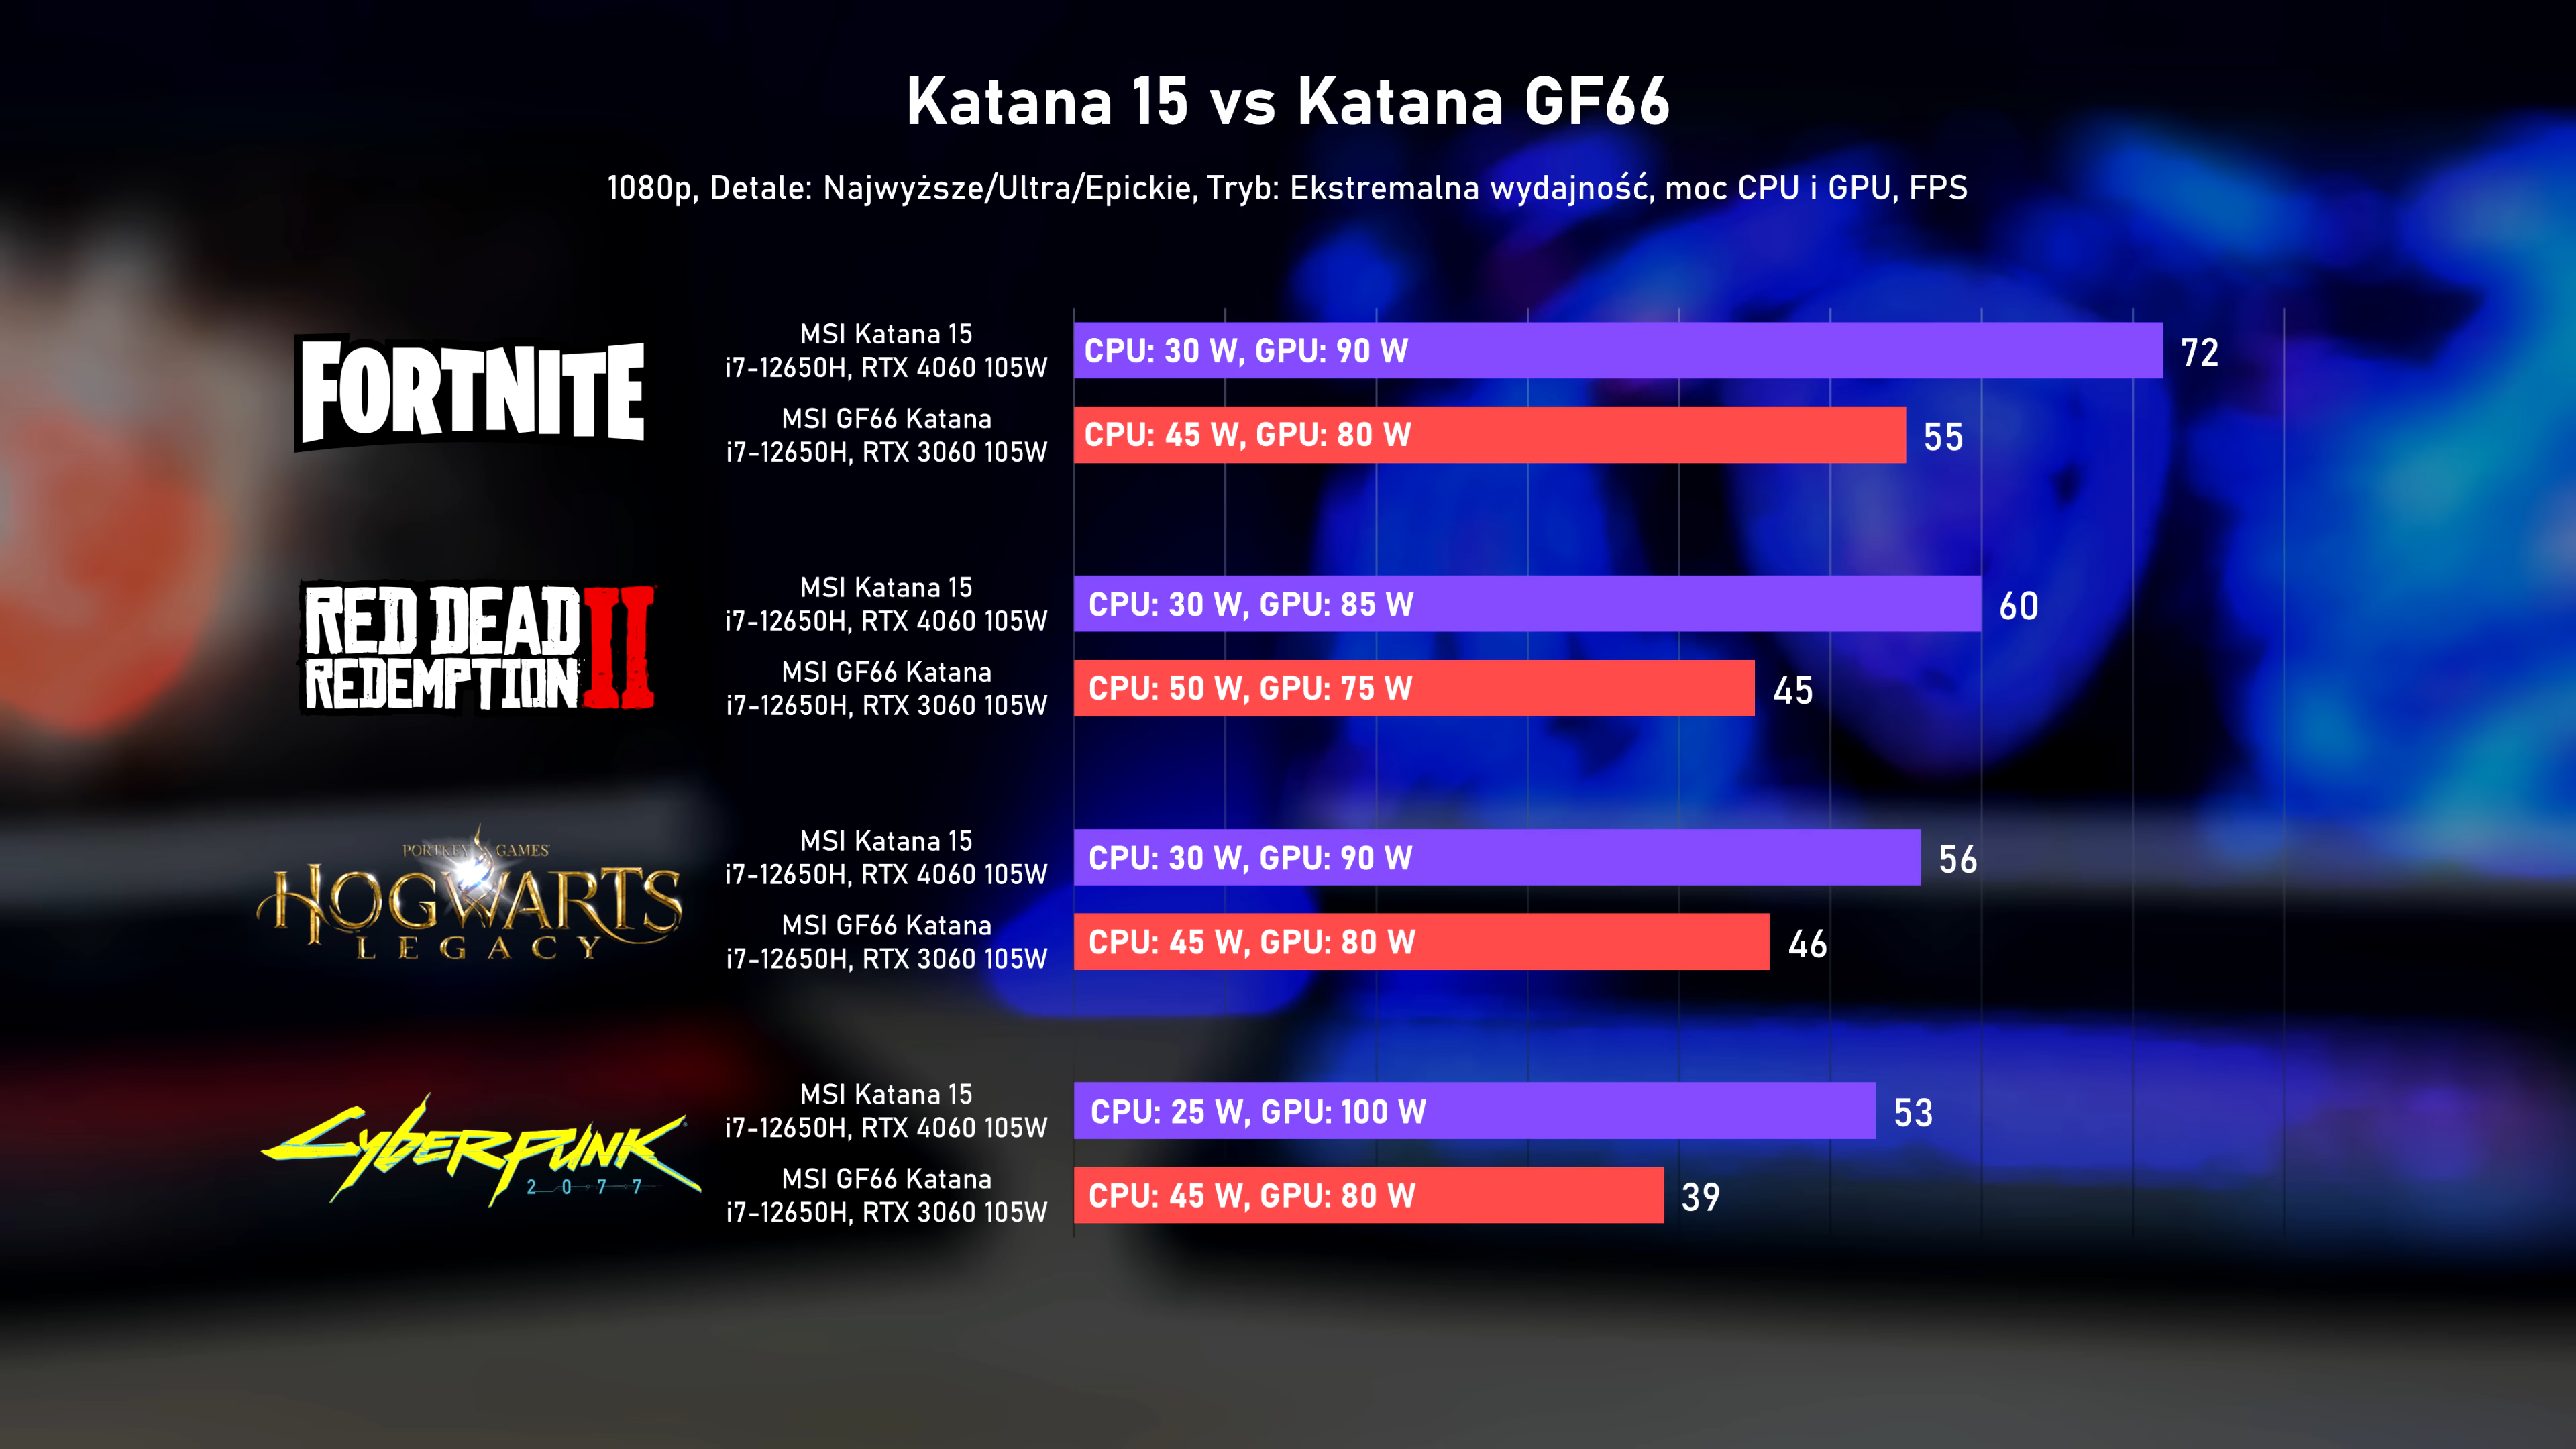 Katana 15 vs Katana GF66
1080p, Detale: Najwyższe/Ultra/Epickie, Tryb: Ekstremalna wydajność, moc CPU i GPU, FPS
FORTNITE
MSI Katana 15
i7-12650H, RTX 4060 105W
CPU: 30 W, GPU: 90 W
72
MSI GF66 Katana
i7-12650H, RTX 3060 105W
CPU: 45 W, GPU: 80 W
55
RED DEAD
REDEMPTION II
MSI Katana 15
i7-12650H, RTX 4060 105W
CPU: 30 W, GPU: 85 W
60
MSI GF66 Katana
i7-12650H, RTX 3060 105W
CPU: 50 W, GPU: 75 W
45
PORTKEY GAMES
HOGWARTS
LEGACY
MSI Katana 15
i7-12650H, RTX 4060 105W
CPU: 30 W, GPU: 90 W
56
MSI GF66 Katana
i7-12650H, RTX 3060 105W
CPU: 45 W, GPU: 80 W
46
CYBERPUNK
2077
MSI Katana 15
i7-12650H, RTX 4060 105W
CPU: 25 W, GPU: 100 W
53
MSI GF66 Katana
i7-12650H, RTX 3060 105W
CPU: 45 W, GPU: 80 W
39